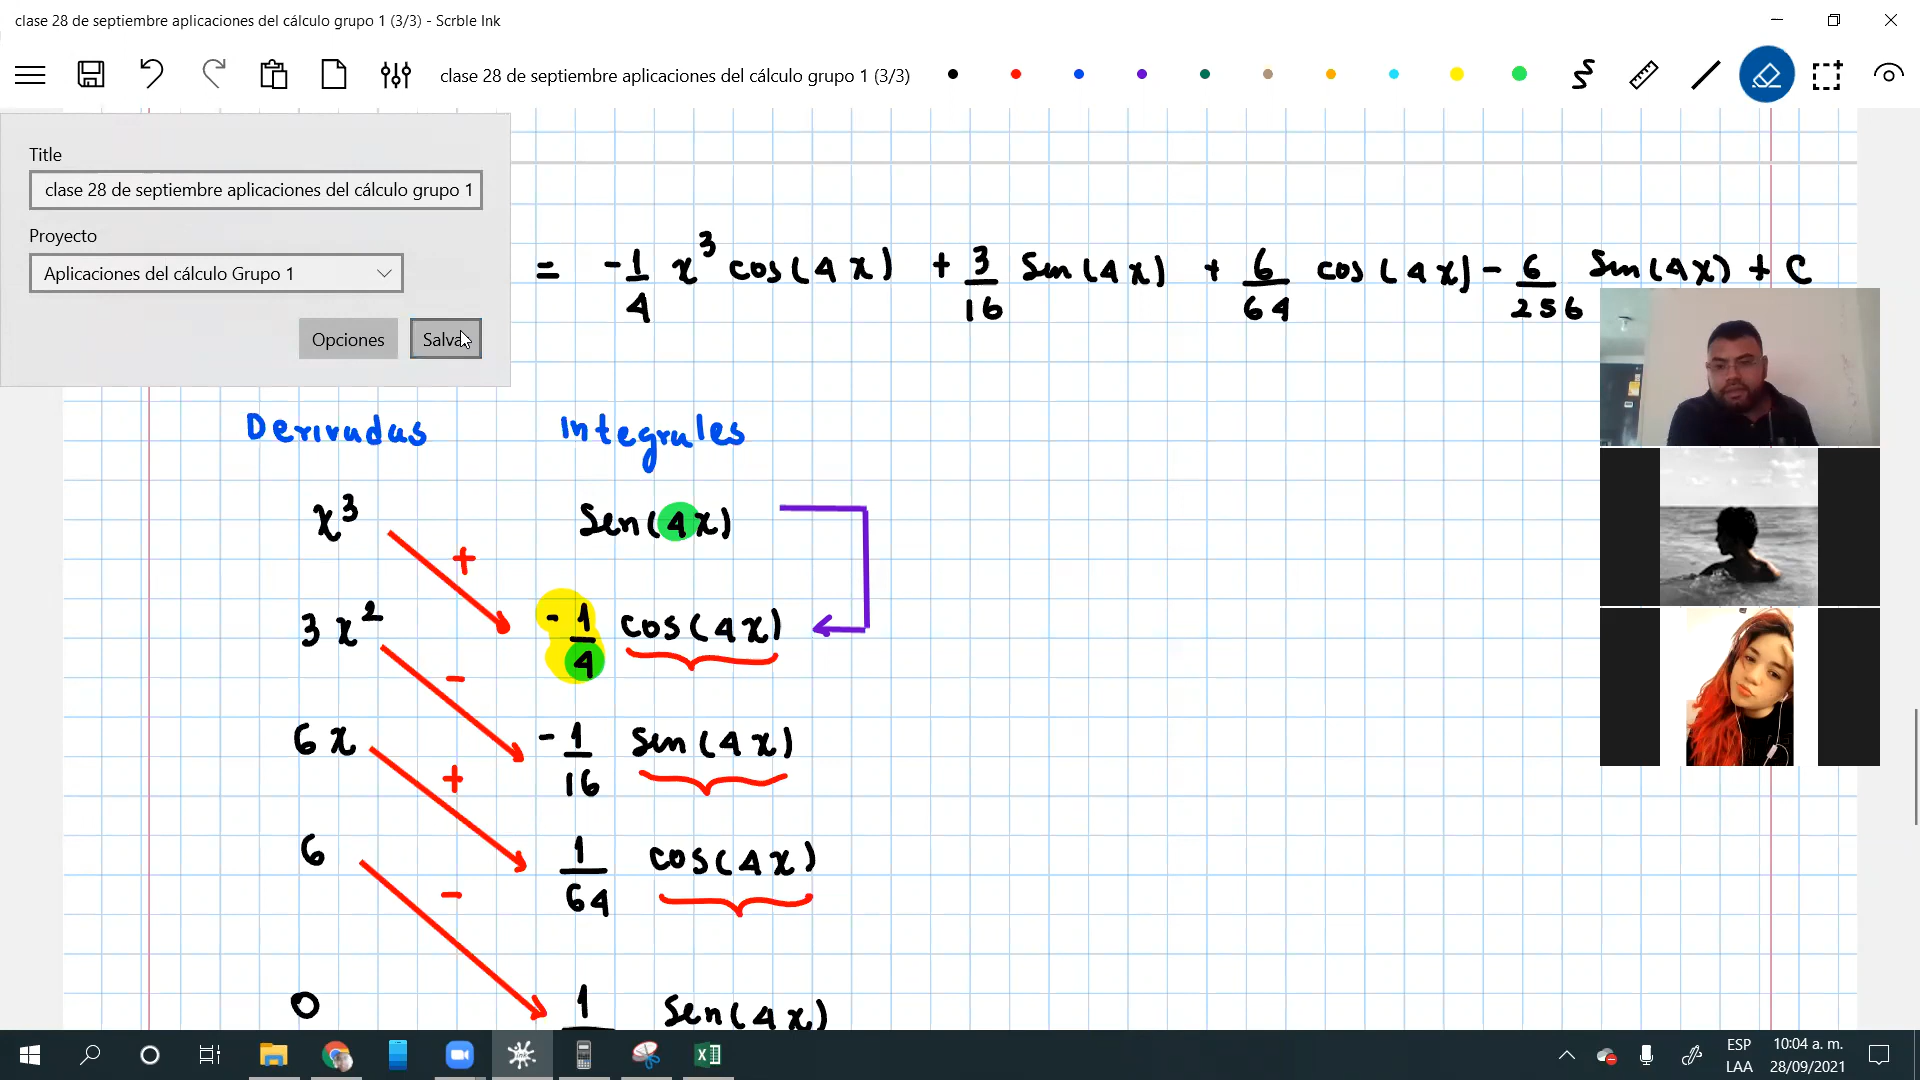 clase 28 de septiembre aplicaciones del cálculo grupo 1 (3/3) - Scrble Ink
clase 28 de septiembre aplicaciones del cálculo grupo 1 (3/3)
Title
clase 28 de septiembre aplicaciones del cálculo grupo 1
Proyecto
Aplicaciones del cálculo Grupo 1
Opciones
= -1/4 x³ cos(4x) + 3/16 Sen(4x) + 6/64 cos(4x) - 6/256 Sen(4x) + C
Derivadas Integrales
x³ Sen(4x)
+
3x² -1/4 cos(4x)
-
6x -1/16 sen(4x)
+
6 1/64 cos(4x)
-
0 1 Sen(4x)
ESP 10:04 a. m.
LAA 28/09/2021